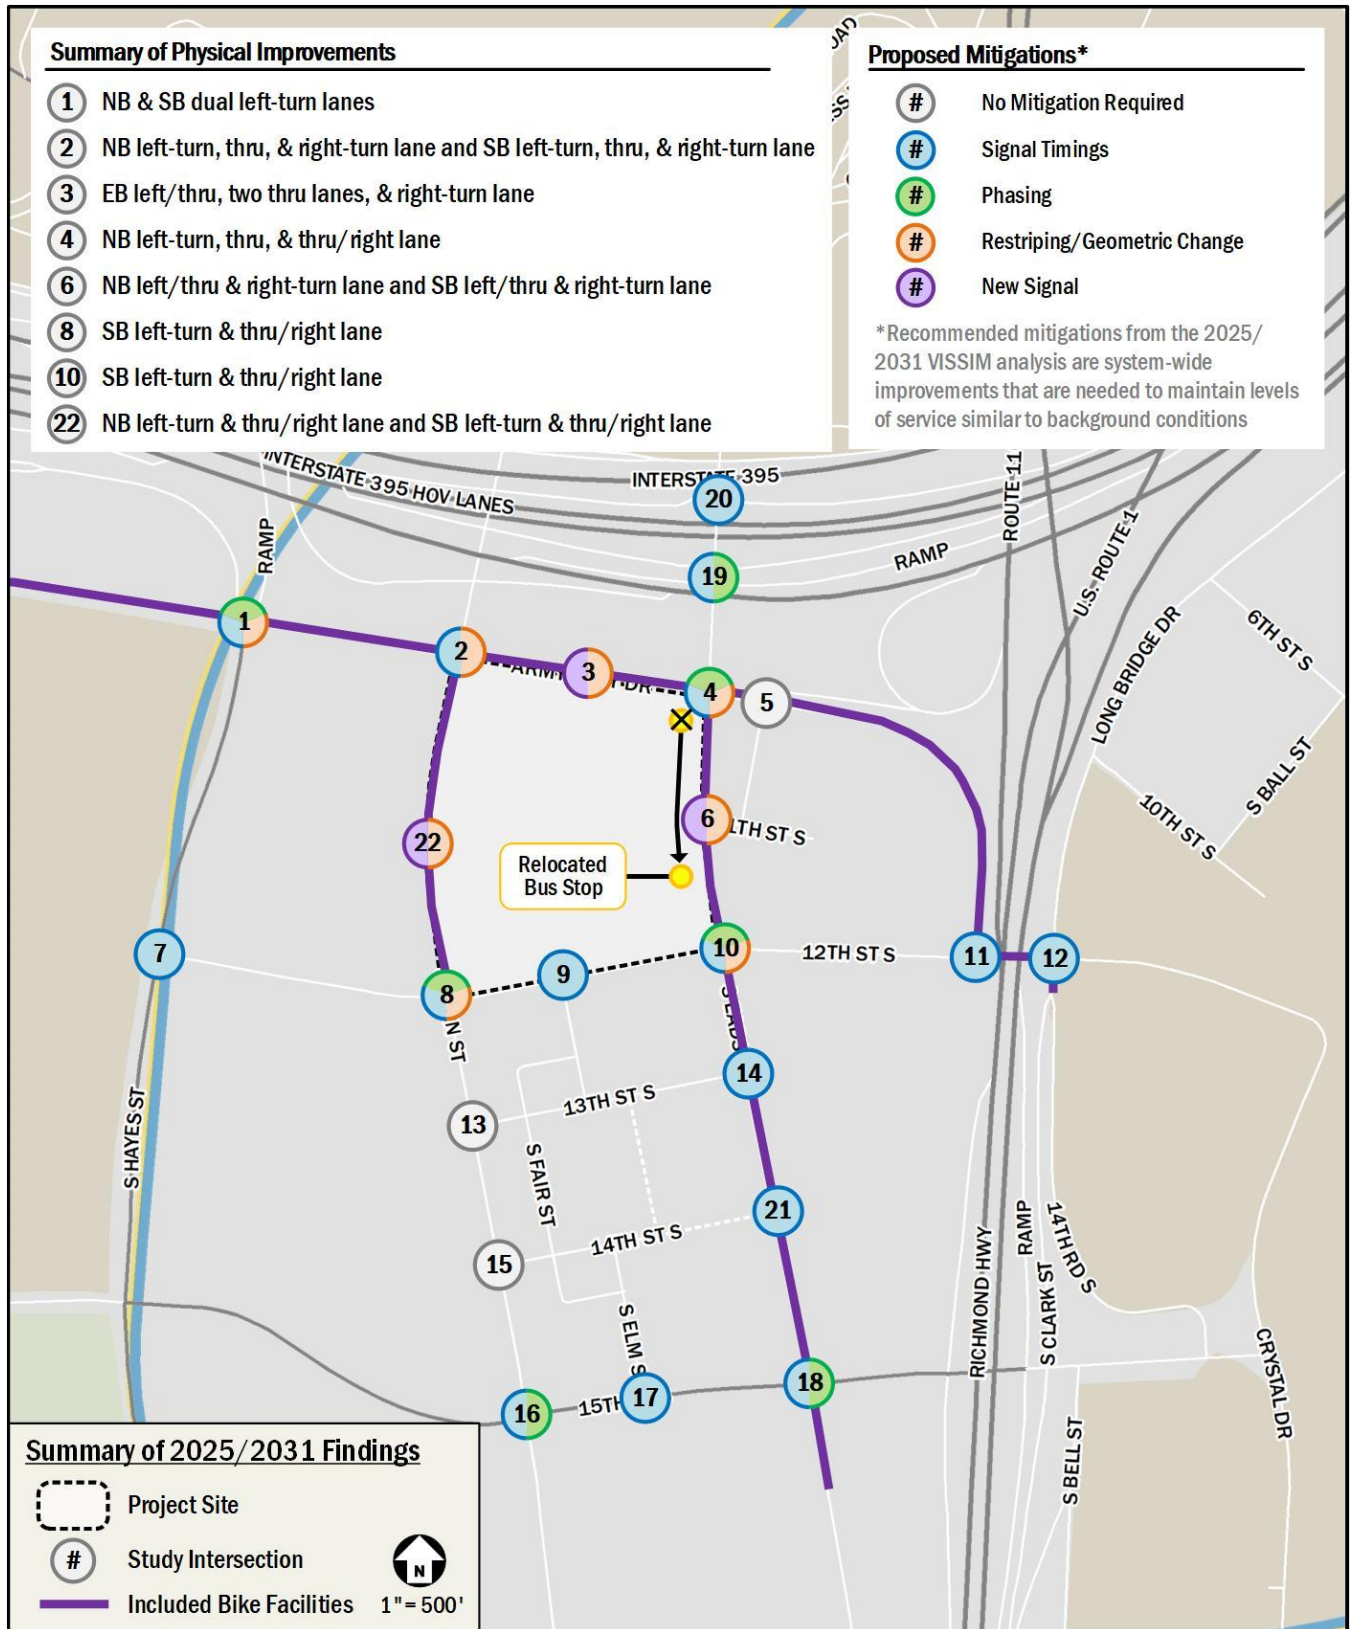 Summary of Physical Improvements
1 NB & SB dual left-turn lanes
2 NB left-turn, thru, & right-turn lane and SB left-turn, thru, & right-turn lane
3 EB left/thru, two thru lanes, & right-turn lane
4 NB left-turn, thru, & thru/right lane
6 NB left/thru & right-turn lane and SB left/thru & right-turn lane
8 SB left-turn & thru/right lane
10 SB left-turn & thru/right lane
22 NB left-turn & thru/right lane and SB left-turn & thru/right lane
Proposed Mitigations*
# No Mitigation Required
# Signal Timings
# Phasing
# Restriping/Geometric Change
# New Signal
*Recommended mitigations from the 2025/
2031 VISSIM analysis are system-wide
improvements that are needed to maintain levels
of service similar to background conditions
INTERSTATE 395 HOV LANES
INTERSTATE 395
20
ROUTE 11
RAMP
RAMP
19
U.S. ROUTE 1
LONG BRIDGE DR
6TH ST S
1
2
3
DR
4
5
S BALL ST
10TH ST S
6
TH ST S
22
Relocated
Bus Stop
7
8
9
10
12TH ST S
11
12
N ST
14
13
13TH ST S
S HAYES ST
S FAIR ST
21
14TH ST S
15
RICHMOND HWY
RAMP
14TH RD S
S CLARK ST
S ELM S
CRYSTAL DR
16
15TH
17
18
S BELL ST
Summary of 2025/2031 Findings
Project Site
# Study Intersection
Included Bike Facilities
N
1"= 500'